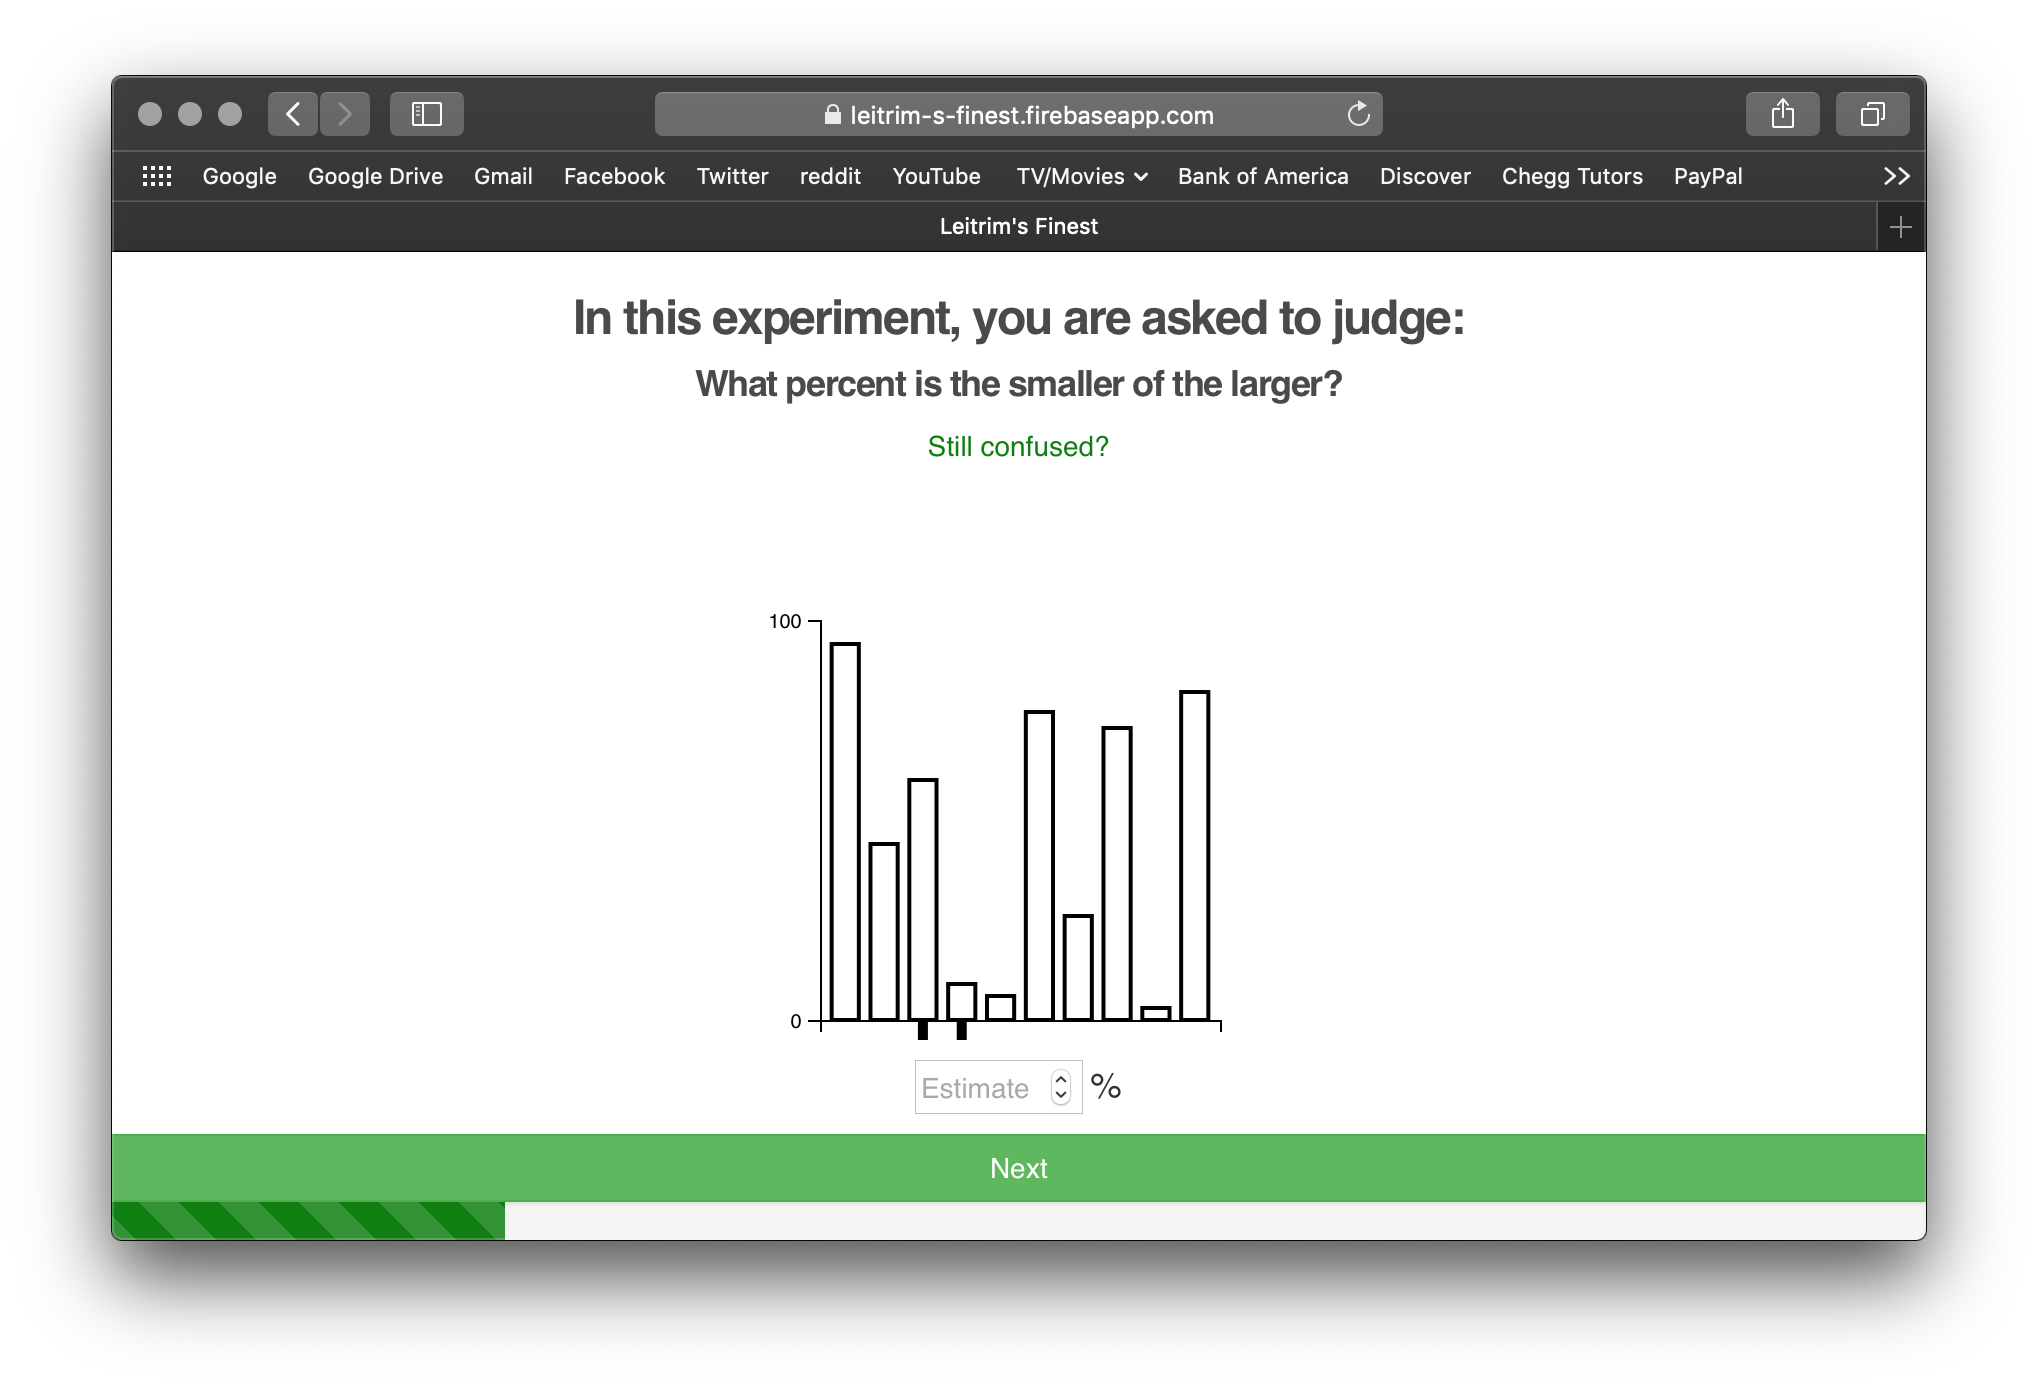 leitrim-s-finest.firebaseapp.com
Google Google Drive Gmail Facebook Twitter reddit YouTube TV/Movies Bank of America Discover Chegg Tutors PayPal
Leitrim's Finest
In this experiment, you are asked to judge:
What percent is the smaller of the larger?
Still confused?
100
0
Estimate %
Next